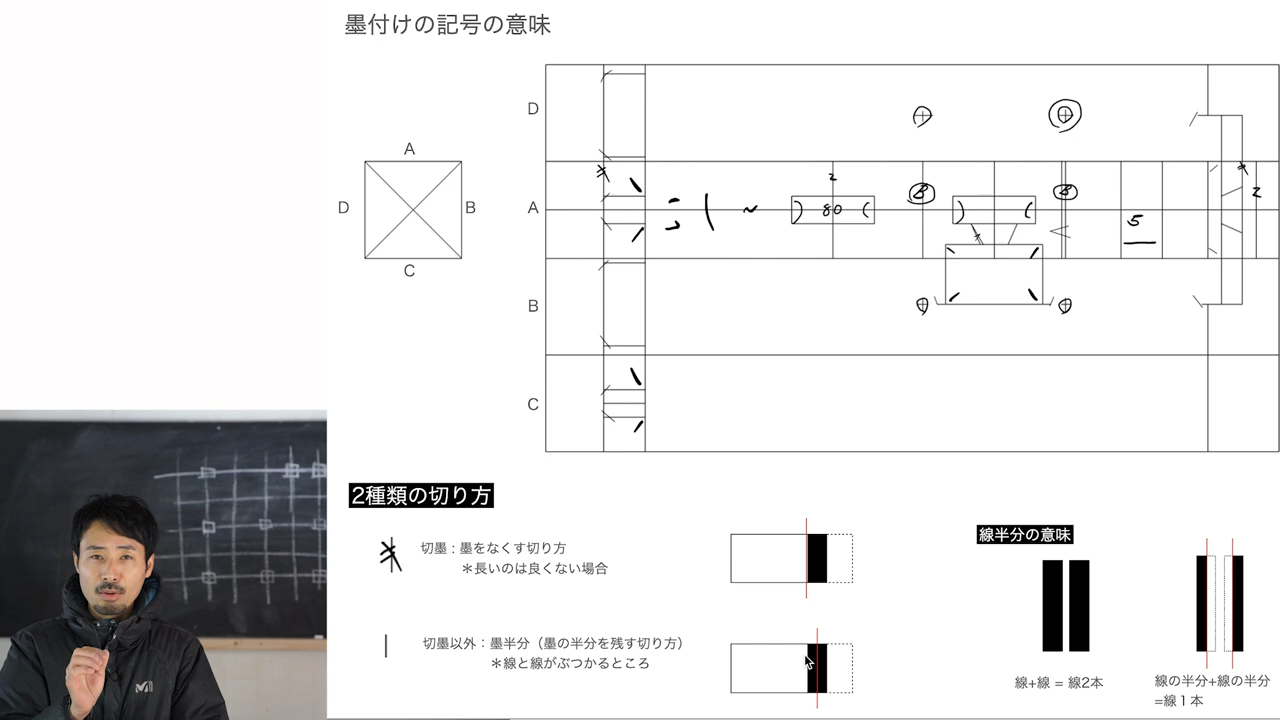 墨付けの記号の意味
D
A
A
B
D
C
A
B
C
2
80
B
B
5
2
2種類の切り方
切墨：墨をなくす切り方
＊長いのは良くない場合
切墨以外：墨半分（墨の半分を残す切り方）
＊線と線がぶつかるところ
線半分の意味
線+線 = 線2本
線の半分+線の半分
=線１本